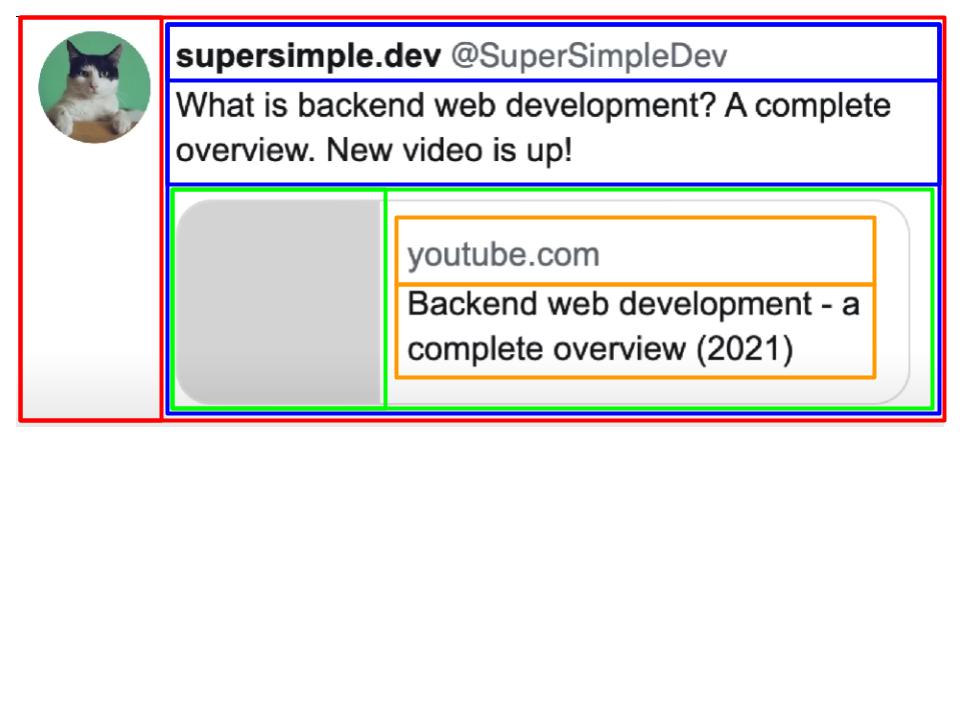 supersimple.dev @SuperSimpleDev
What is backend web development? A complete
overview. New video is up!
youtube.com
Backend web development - a
complete overview (2021)